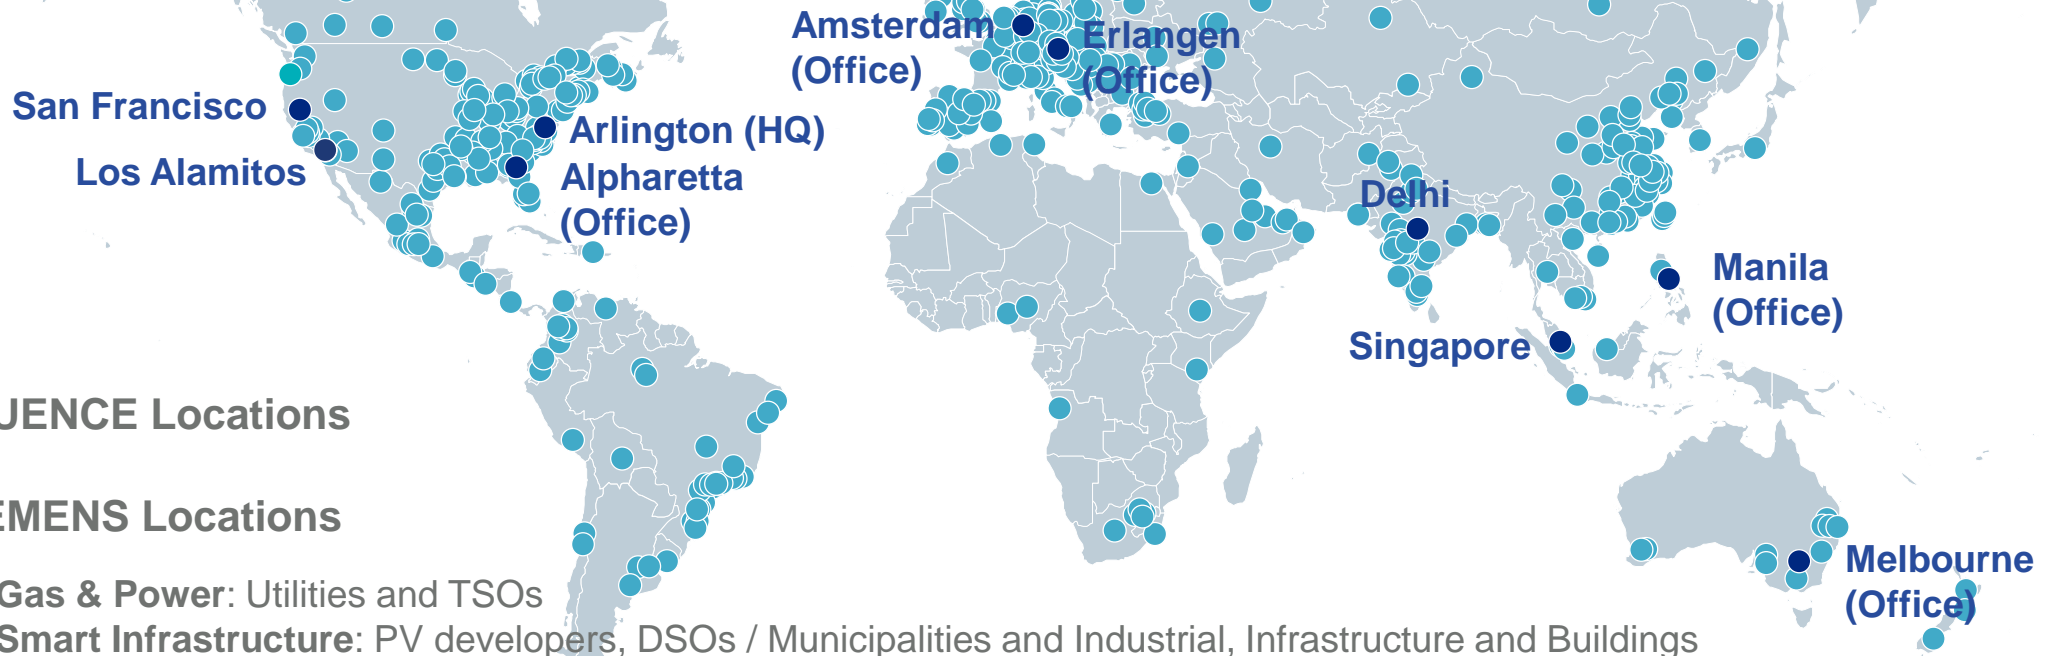 Amsterdam
(Office)
Erlangen
(Office)
San Francisco
Arlington (HQ)
Los Alamitos
Alpharetta
(Office)
Delhi
Manila
(Office)
Singapore
UENCE Locations
EMENS Locations
Melbourne
(Office)
Gas & Power: Utilities and TSOs
Smart Infrastructure: PV developers, DSOs / Municipalities and Industrial, Infrastructure and Buildings